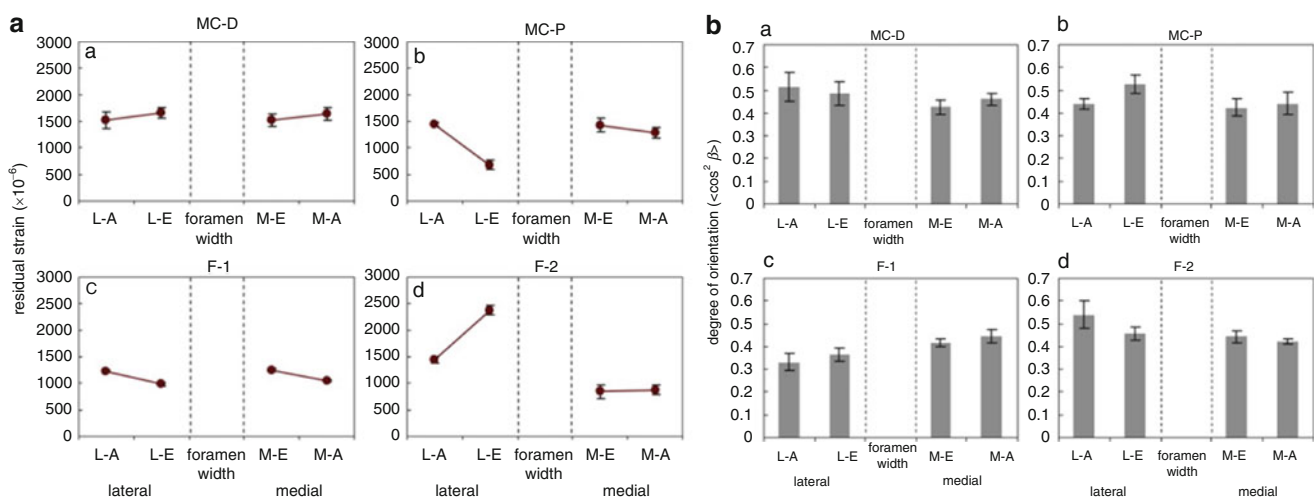 a
MC-D
MC-P
residual strain (×10⁻⁶)
a
3000
2500
2000
1500
1000
500
0
L-A L-E foramen width M-E M-A
b
3000
2500
2000
1500
1000
500
0
L-A L-E foramen width M-E M-A
F-1
F-2
c
3000
2500
2000
1500
1000
500
0
L-A L-E foramen width M-E M-A
lateral medial
d
3000
2500
2000
1500
1000
500
0
L-A L-E foramen width M-E M-A
lateral medial
b
degree of orientation (<cos² β>)
a
MC-D
0.7
0.6
0.5
0.4
0.3
0.2
0.1
0
L-A L-E foramen width M-E M-A
b
MC-P
0.7
0.6
0.5
0.4
0.3
0.2
0.1
0
L-A L-E foramen width M-E M-A
c
F-1
0.7
0.6
0.5
0.4
0.3
0.2
0.1
0
L-A L-E foramen width M-E M-A
lateral medial
d
F-2
0.7
0.6
0.5
0.4
0.3
0.2
0.1
0
L-A L-E foramen width M-E M-A
lateral medial